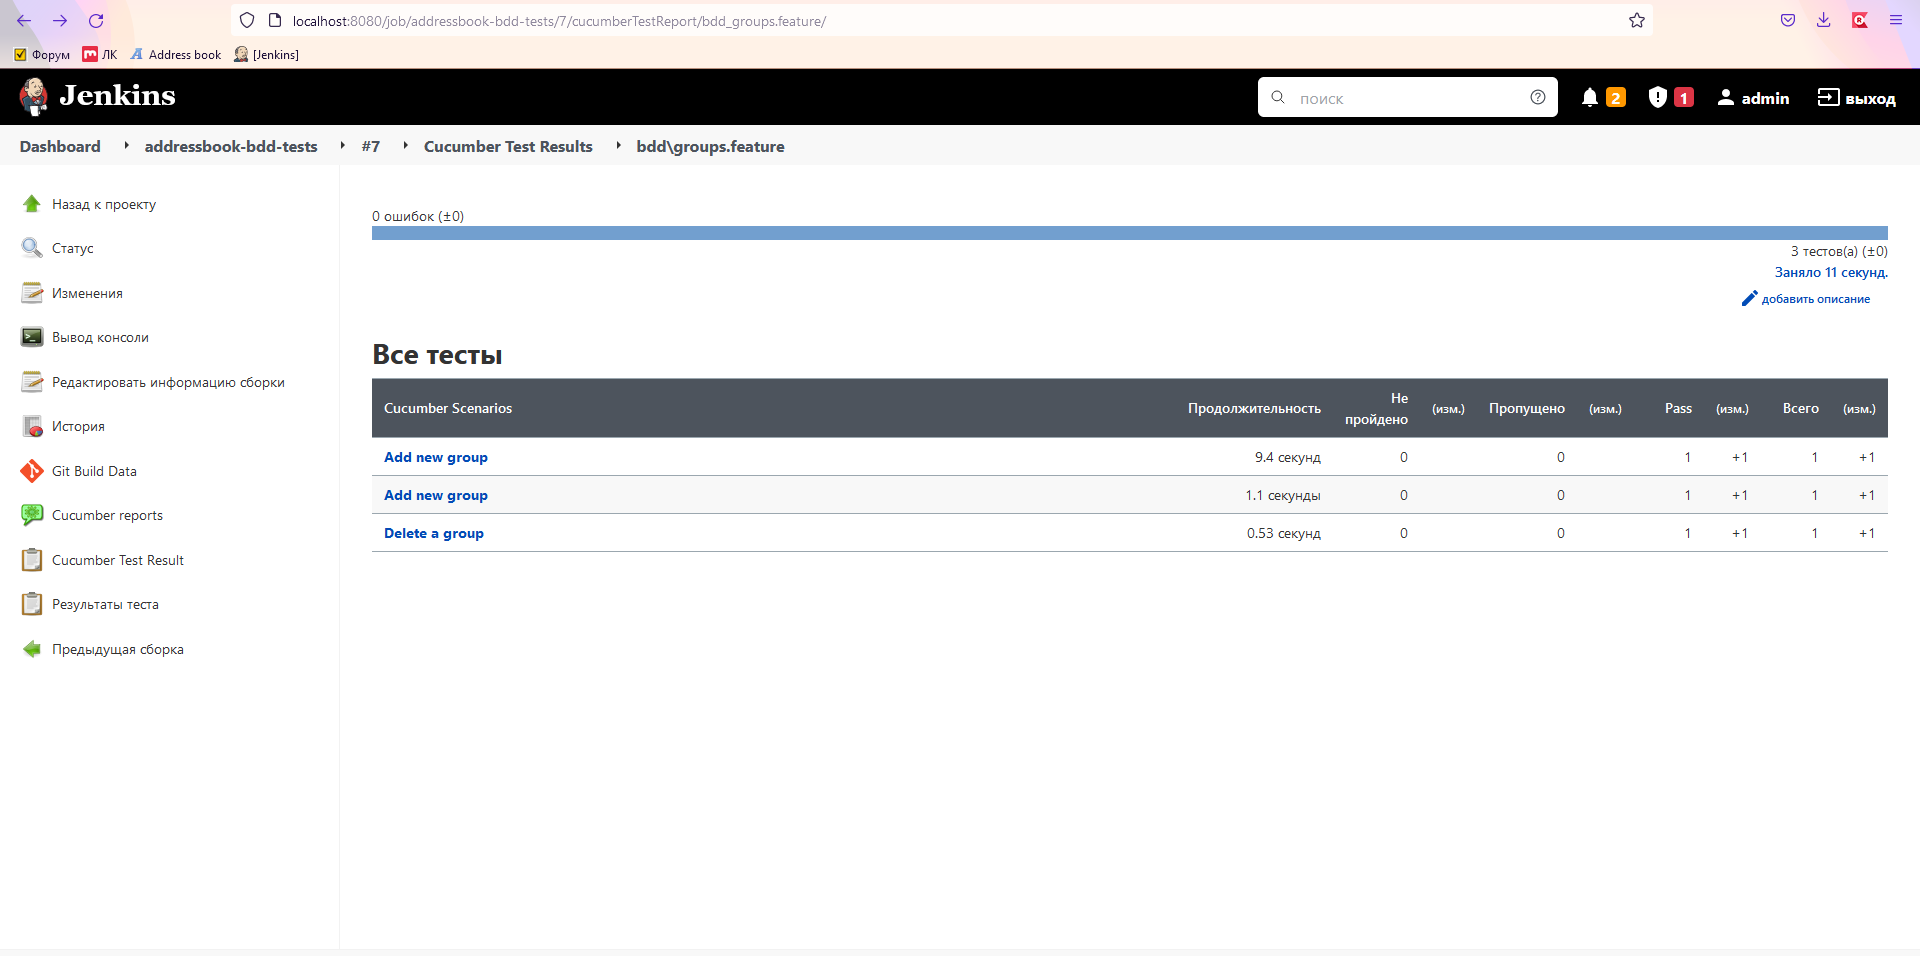 localhost:8080/job/addressbook-bdd-tests/7/cucumberTestReport/bdd_groups.feature/
Форум ЛК Address book [Jenkins]
Jenkins
поиск
2
1
admin
выход
Dashboard addressbook-bdd-tests #7 Cucumber Test Results bdd\groups.feature
Назад к проекту
Статус
Изменения
Вывод консоли
Редактировать информацию сборки
История
Git Build Data
Cucumber reports
Cucumber Test Result
Результаты теста
Предыдущая сборка
0 ошибок (±0)
3 тестов(а) (±0)
Заняло 11 секунд.
добавить описание
Все тесты
Cucumber Scenarios Продолжительность Не пройдено (изм.) Пропущено (изм.) Pass (изм.) Всего (изм.)
Add new group 9.4 секунд 0 0 1 +1 1 +1
Add new group 1.1 секунды 0 0 1 +1 1 +1
Delete a group 0.53 секунд 0 0 1 +1 1 +1